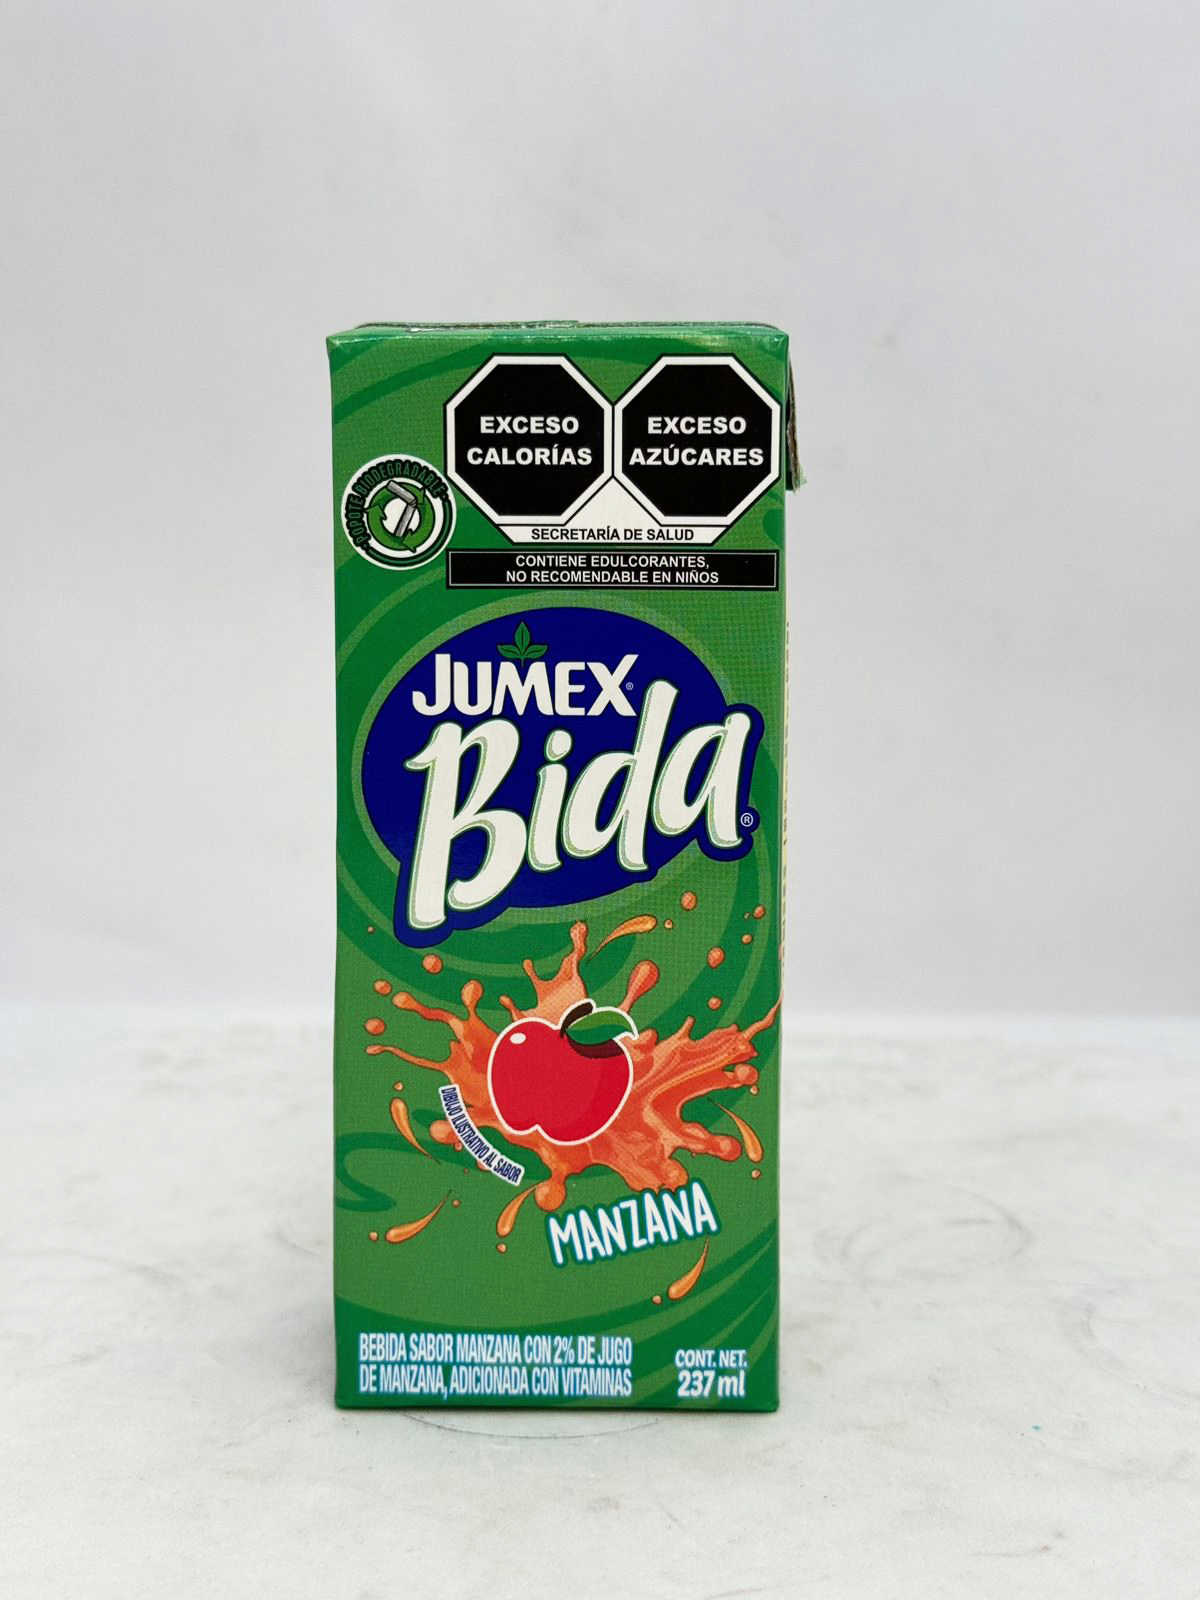 EXCESO
CALORÍAS
EXCESO
AZÚCARES
SECRETARÍA DE SALUD
CONTIENE EDULCORANTES,
NO RECOMENDABLE EN NIÑOS
POPOTE BIODEGRADABLE
JUMEX®
Bida®
DIBUJO ILUSTRATIVO AL SABOR
MANZANA
BEBIDA SABOR MANZANA CON 2% DE JUGO
DE MANZANA, ADICIONADA CON VITAMINAS
CONT. NET.
237 ml